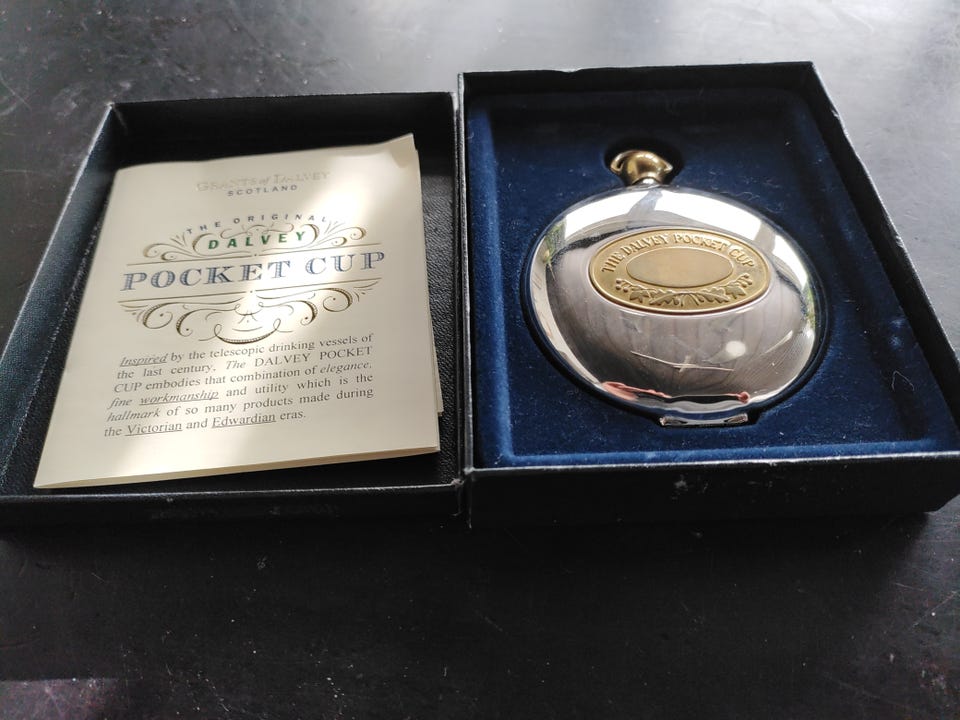 GRANTS of DALVEY
SCOTLAND
THE ORIGINAL
DALVEY
POCKET CUP
Inspired by the telescopic drinking vessels of
the last century, The DALVEY POCKET
CUP embodies that combination of elegance,
fine workmanship and utility which is the
hallmark of so many products made during
the Victorian and Edwardian eras.
THE DALVEY POCKET CUP